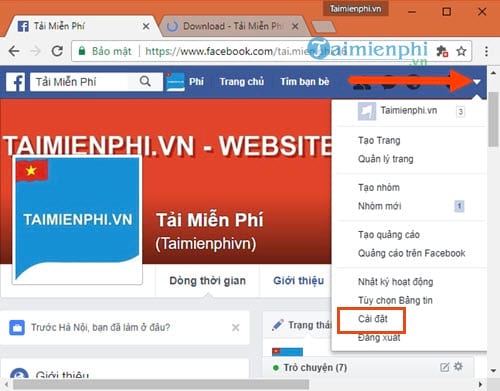 Taimienphi.vn
Tải Miễn Phí
Download - Tải Miễn Phí
Bảo mật
https://www.facebook.com/tai.mien
Taimienphi
.vn
Tải Miễn Phí
Phí
Trang chủ
Tìm bạn bè
Taimienphi.vn
3
Tạo Trang
Quản lý trang
Tạo nhóm
Nhóm mới
1
Tạo quảng cáo
Quảng cáo trên Facebook
Nhật ký hoạt động
Tùy chọn Bảng tin
Cài đặt
Đăng xuất
TAIMIENPHI.VN - WEBSITE
TAIMIENPHI.VN
Tải Miễn Phí
(Taimienphivn)
Dòng thời gian
Giới thiệu
Trước Hà Nội, bạn đã làm ở đâu?
Trạng thái
Giới thiệu
Trò chuyện (7)